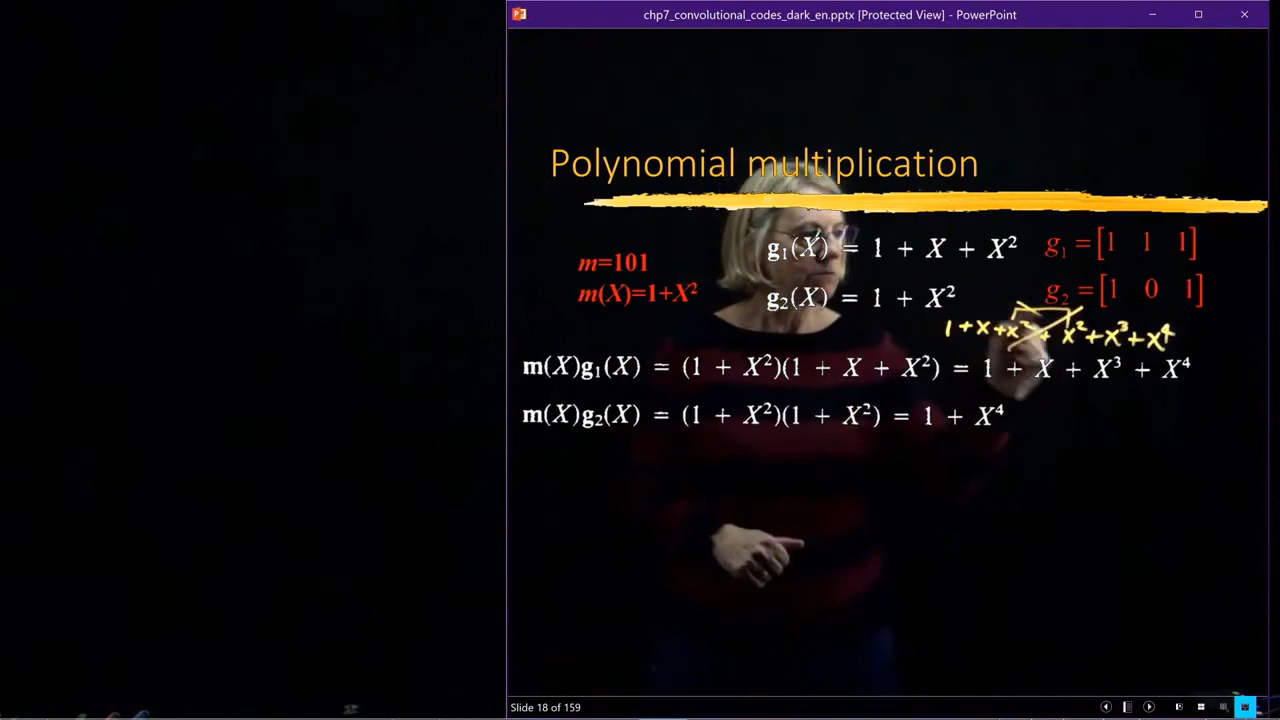 chp7_convolutional_codes_dark_en.pptx [Protected View] - PowerPoint
Polynomial multiplication
m=101
m(X)=1+X²
g₁(X) = 1 + X + X²
g₂(X) = 1 + X²
g₁ = [1 1 1]
g₂ = [1 0 1]
1+x+x²+x²+x³+x⁴
m(X)g₁(X) = (1 + X²)(1 + X + X²) = 1 + X + X³ + X⁴
m(X)g₂(X) = (1 + X²)(1 + X²) = 1 + X⁴
Slide 18 of 159